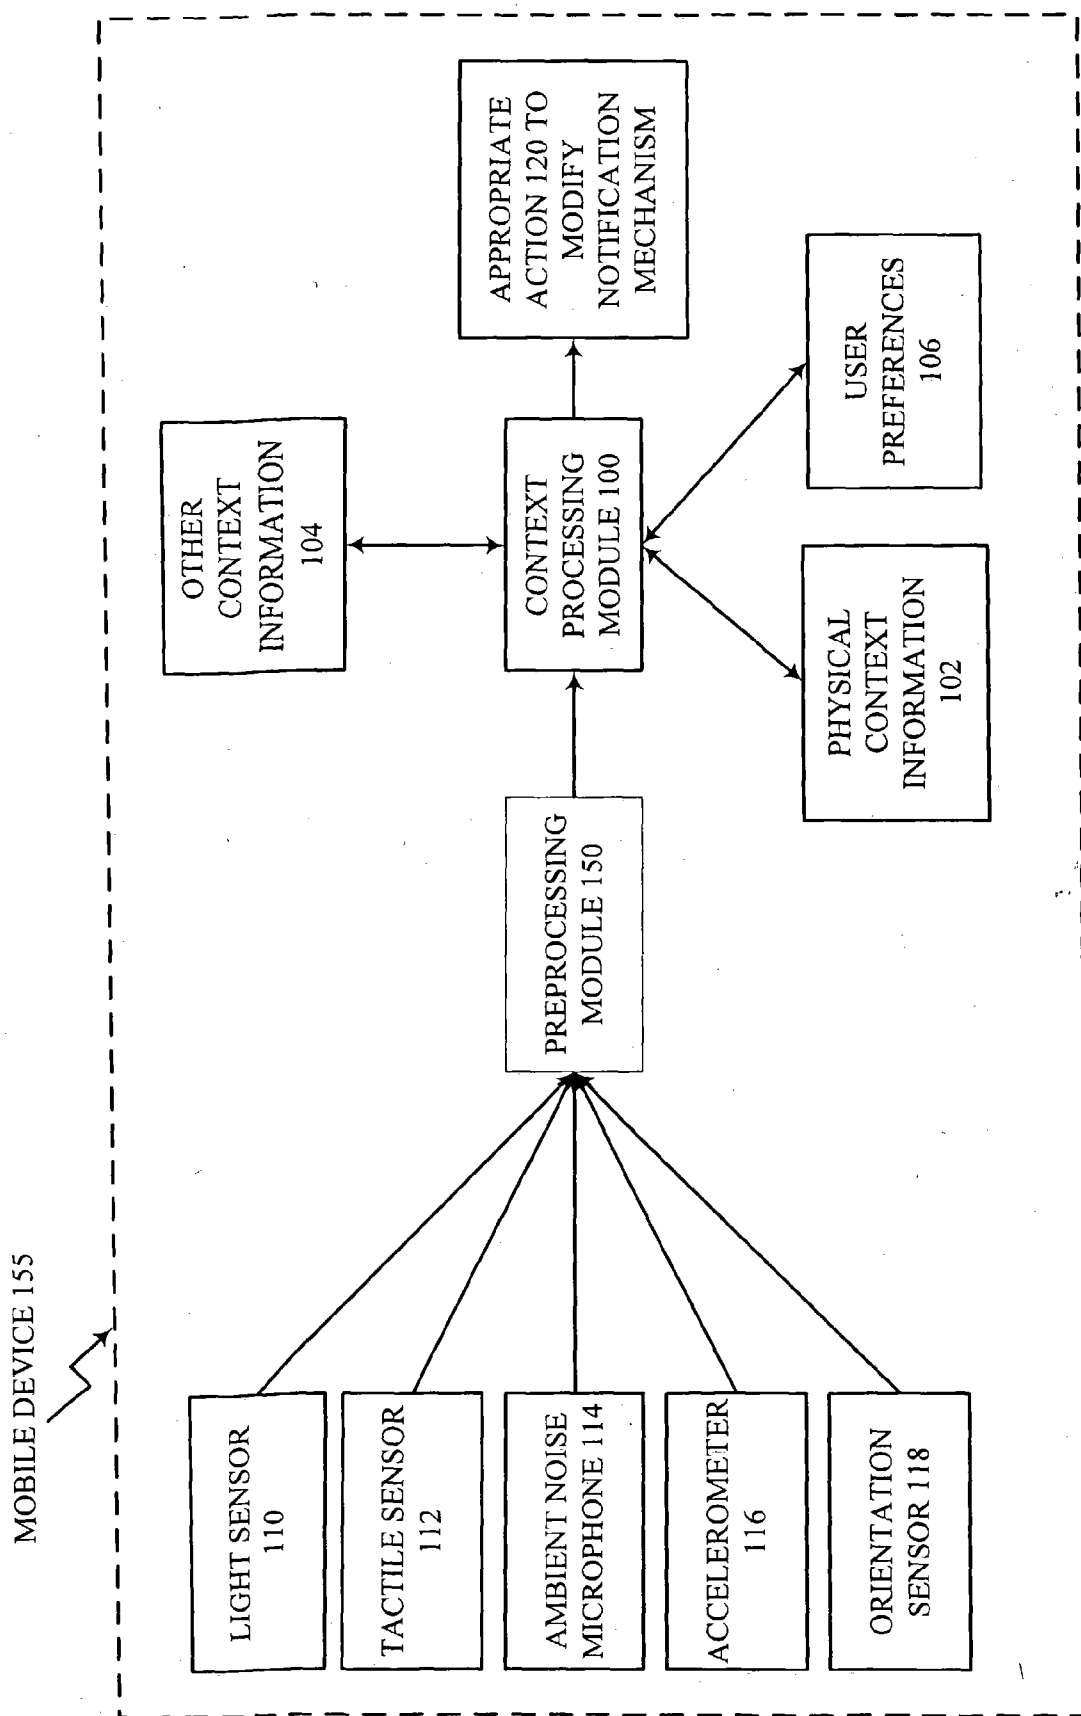 MOBILE DEVICE 155
LIGHT SENSOR
110
TACTILE SENSOR
112
AMBIENT NOISE
MICROPHONE 114
ACCELEROMETER
116
ORIENTATION
SENSOR 118
PREPROCESSING
MODULE 150
OTHER
CONTEXT
INFORMATION
104
CONTEXT
PROCESSING
MODULE 100
PHYSICAL
CONTEXT
INFORMATION
102
USER
PREFERENCES
106
APPROPRIATE
ACTION 120 TO
MODIFY
NOTIFICATION
MECHANISM